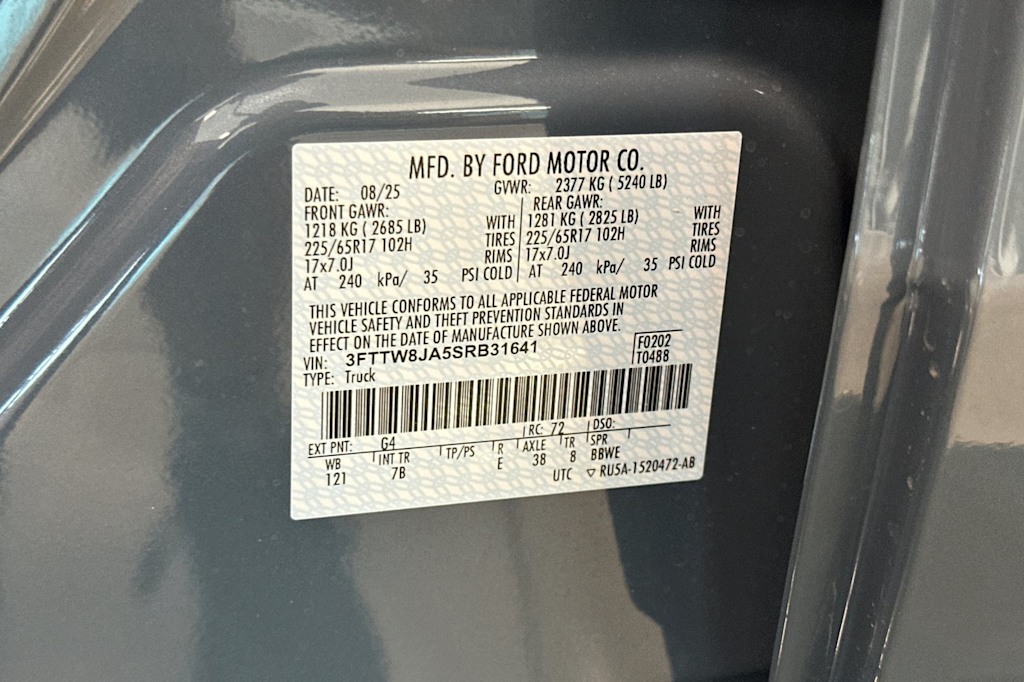 MFD. BY FORD MOTOR CO.
DATE: 08/25 GVWR: 2377 KG ( 5240 LB)
FRONT GAWR: REAR GAWR:
1218 KG ( 2685 LB) WITH 1281 KG ( 2825 LB) WITH
225/65R17 102H TIRES 225/65R17 102H TIRES
17x7.0J RIMS 17x7.0J RIMS
AT 240 kPa/ 35 PSI COLD AT 240 kPa/ 35 PSI COLD
THIS VEHICLE CONFORMS TO ALL APPLICABLE FEDERAL MOTOR
VEHICLE SAFETY AND THEFT PREVENTION STANDARDS IN
EFFECT ON THE DATE OF MANUFACTURE SHOWN ABOVE.
VIN: 3FTTW8JA5SRB31641 F0202
TYPE: Truck T0488
EXT PNT: G4 RC: 72 DSO:
WB INT TR TP/PS R AXLE TR SPR
121 7B E 38 8 BBWE
UTC ▽ RU5A-1520472-AB